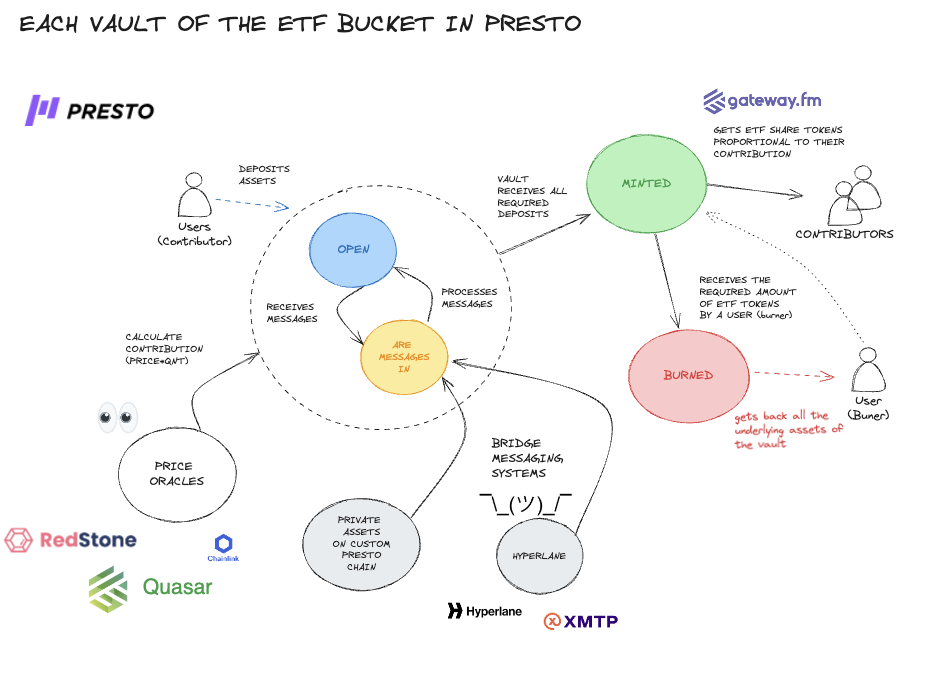 EACH VAULT OF THE ETF BUCKET IN PRESTO
PRESTO
gateway.fm
GETS ETF SHARE TOKENS
PROPORTIONAL TO THEIR
CONTRIBUTION
DEPOSITS
ASSETS
Users
(Contributor)
VAULT
RECEIVES ALL
REQUIRED
DEPOSITS
MINTED
CONTRIBUTORS
OPEN
RECEIVES
MESSAGES
PROCESSES
MESSAGES
ARE
MESSAGES
IN
RECEIVES THE
REQUIRED AMOUNT
OF ETF TOKENS
BY A USER (burner)
CALCULATE
CONTRIBUTION
(PRICE*QNT)
BURNED
User
(Buner)
gets back all the
underlying assets of
the vault
PRICE
ORACLES
BRIDGE
MESSAGING
SYSTEMS
¯\_(ツ)_/¯
PRIVATE
ASSETS
ON CUSTOM
PRESTO
CHAIN
HYPERLANE
RedStone
Chainlink
Quasar
Hyperlane
XMTP